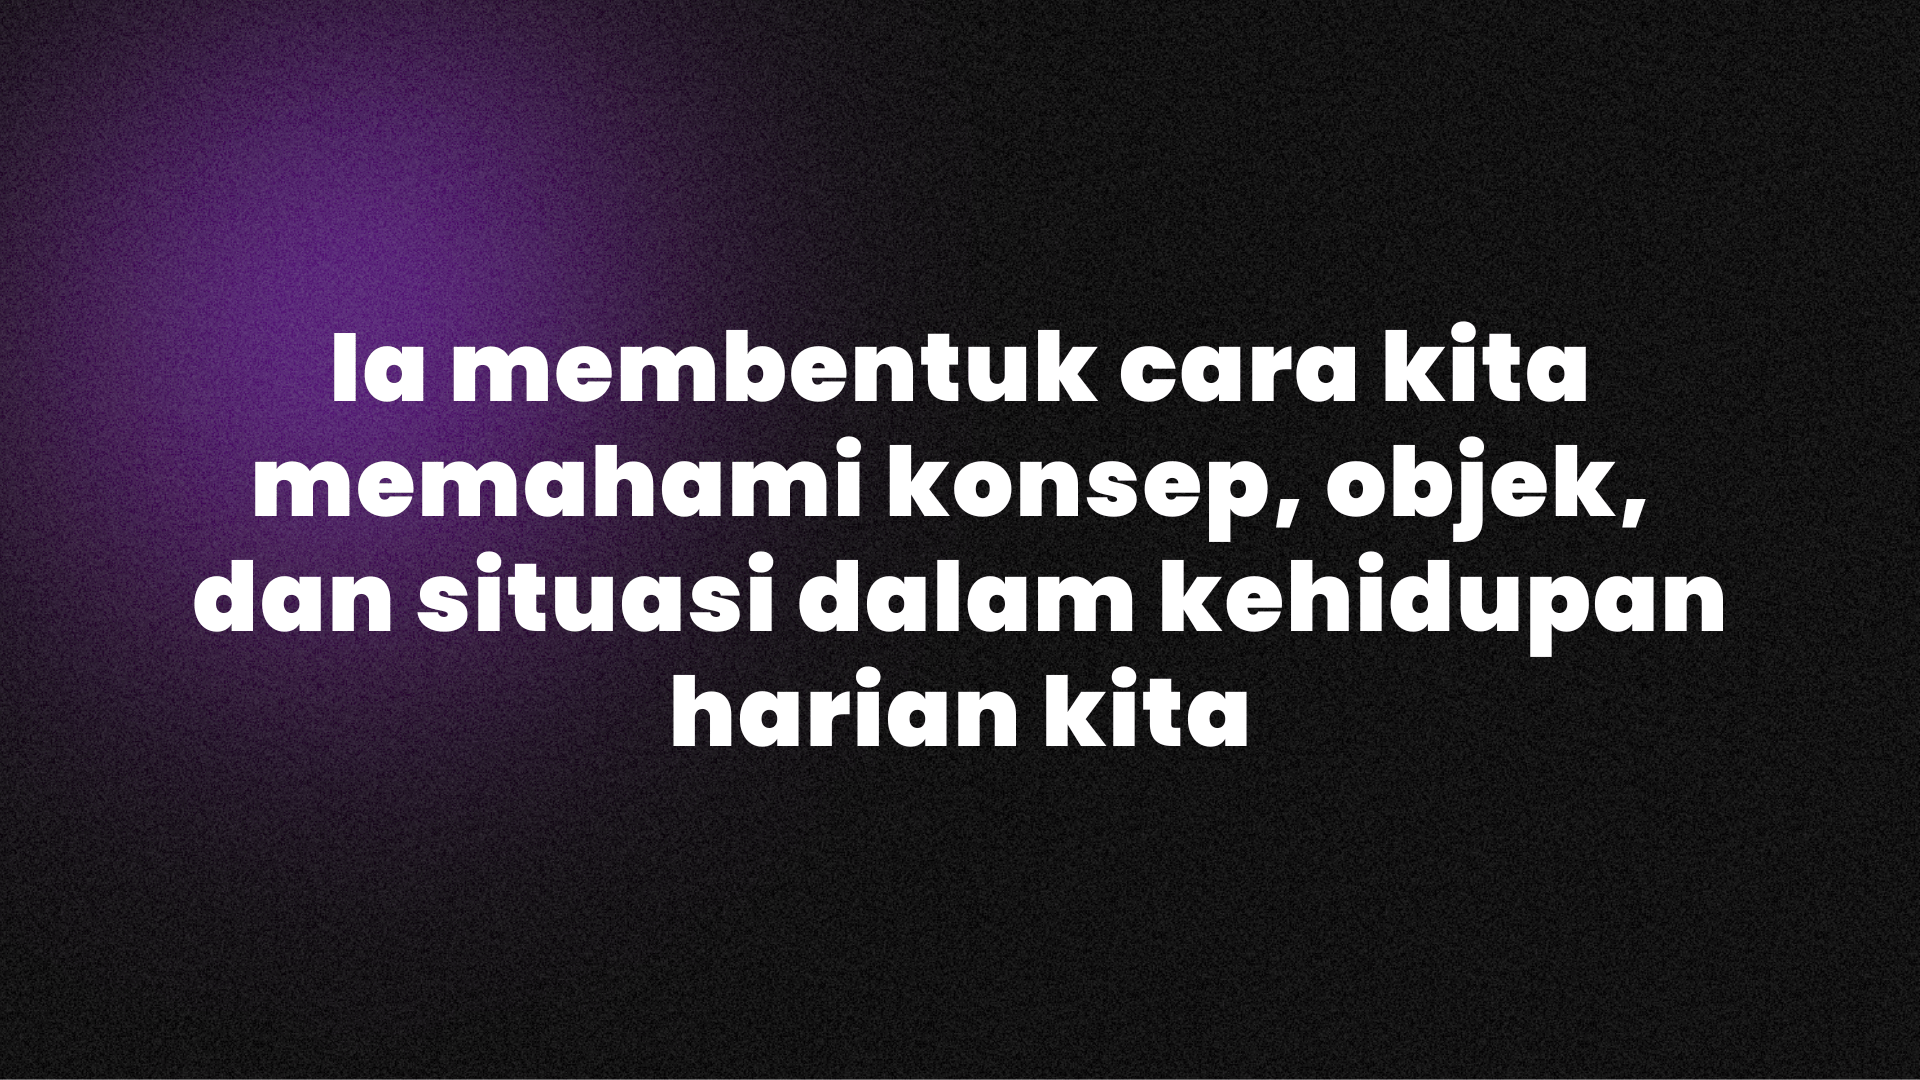 Ia membentuk cara kita
memahami konsep, objek,
dan situasi dalam kehidupan
harian kita